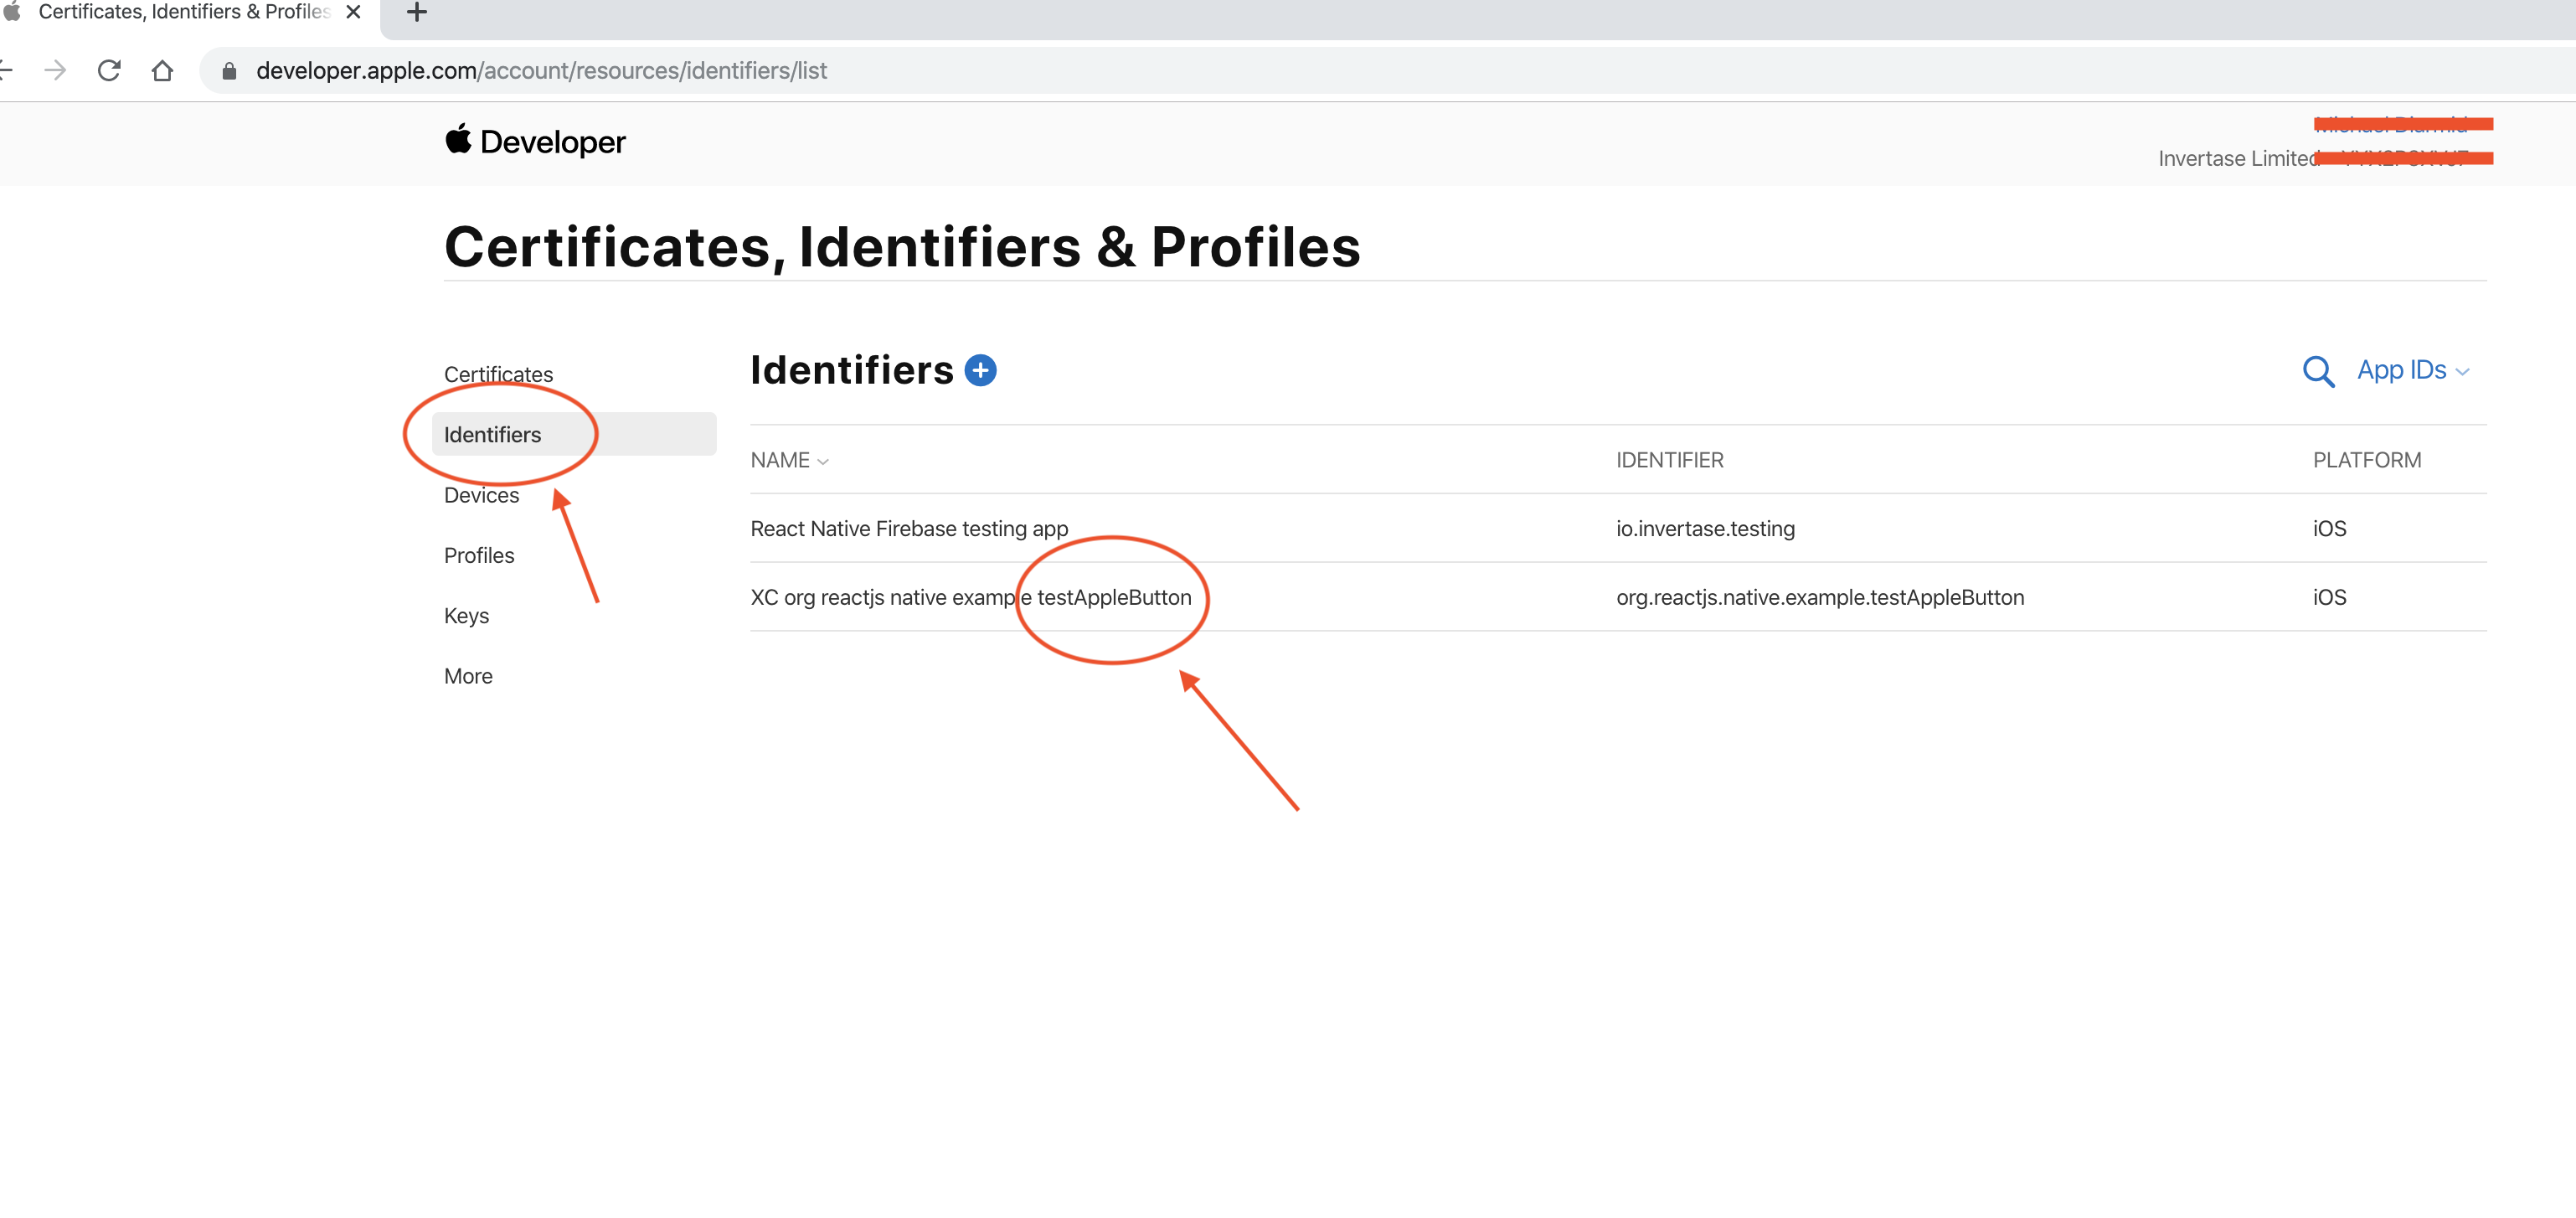 Certificates, Identifiers & Profiles
developer.apple.com/account/resources/identifiers/list
Developer
Invertase Limited
Certificates, Identifiers & Profiles
Certificates
Identifiers
Devices
Profiles
Keys
More
Identifiers
App IDs
NAME IDENTIFIER PLATFORM
React Native Firebase testing app io.invertase.testing iOS
XC org reactjs native example testAppleButton org.reactjs.native.example.testAppleButton iOS